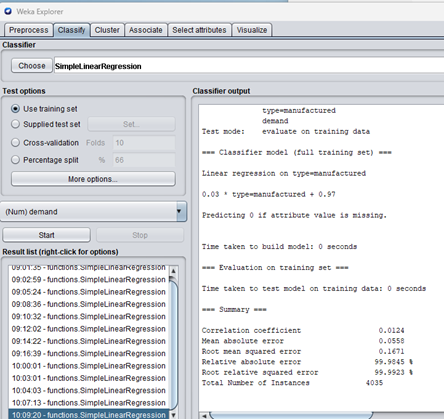 Weka Explorer
Preprocess Classify Cluster Associate Select attributes Visualize
Classifier
Choose SimpleLinearRegression
Test options
Use training set
Supplied test set Set...
Cross-validation Folds 10
Percentage split % 66
More options...
(Num) demand
Start Stop
Result list (right-click for options)
09:01:35 - functions.SimpleLinearRegression
09:02:59 - functions.SimpleLinearRegression
09:05:24 - functions.SimpleLinearRegression
09:08:36 - functions.SimpleLinearRegression
09:10:32 - functions.SimpleLinearRegression
09:12:02 - functions.SimpleLinearRegression
09:14:22 - functions.SimpleLinearRegression
09:16:39 - functions.SimpleLinearRegression
10:00:01 - functions.SimpleLinearRegression
10:03:01 - functions.SimpleLinearRegression
10:04:03 - functions.SimpleLinearRegression
10:07:13 - functions.SimpleLinearRegression
10:09:20 - functions.SimpleLinearRegression
Classifier output
type=manufactured
demand
Test mode: evaluate on training data
=== Classifier model (full training set) ===
Linear regression on type=manufactured
0.03 * type=manufactured + 0.97
Predicting 0 if attribute value is missing.
Time taken to build model: 0 seconds
=== Evaluation on training set ===
Time taken to test model on training data: 0 seconds
=== Summary ===
Correlation coefficient 0.0124
Mean absolute error 0.0558
Root mean squared error 0.1671
Relative absolute error 99.9845 %
Root relative squared error 99.9923 %
Total Number of Instances 4035